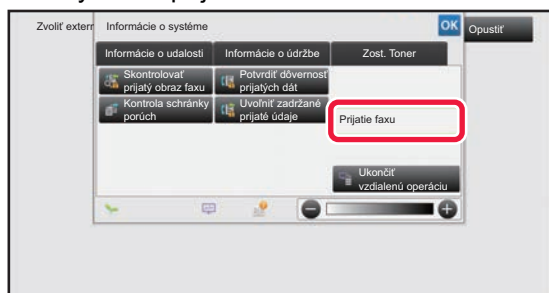 Zvoliť extern
Informácie o systéme
OK
Opustiť
Informácie o udalosti
Informácie o údržbe
Zost. Toner
Skontrolovať
prijatý obraz faxu
Potvrdiť dôvernosť
prijatých dát
Kontrola schránky
porúch
Uvoľniť zadržané
prijaté údaje
Prijatie faxu
Ukončiť
vzdialenú operáciu